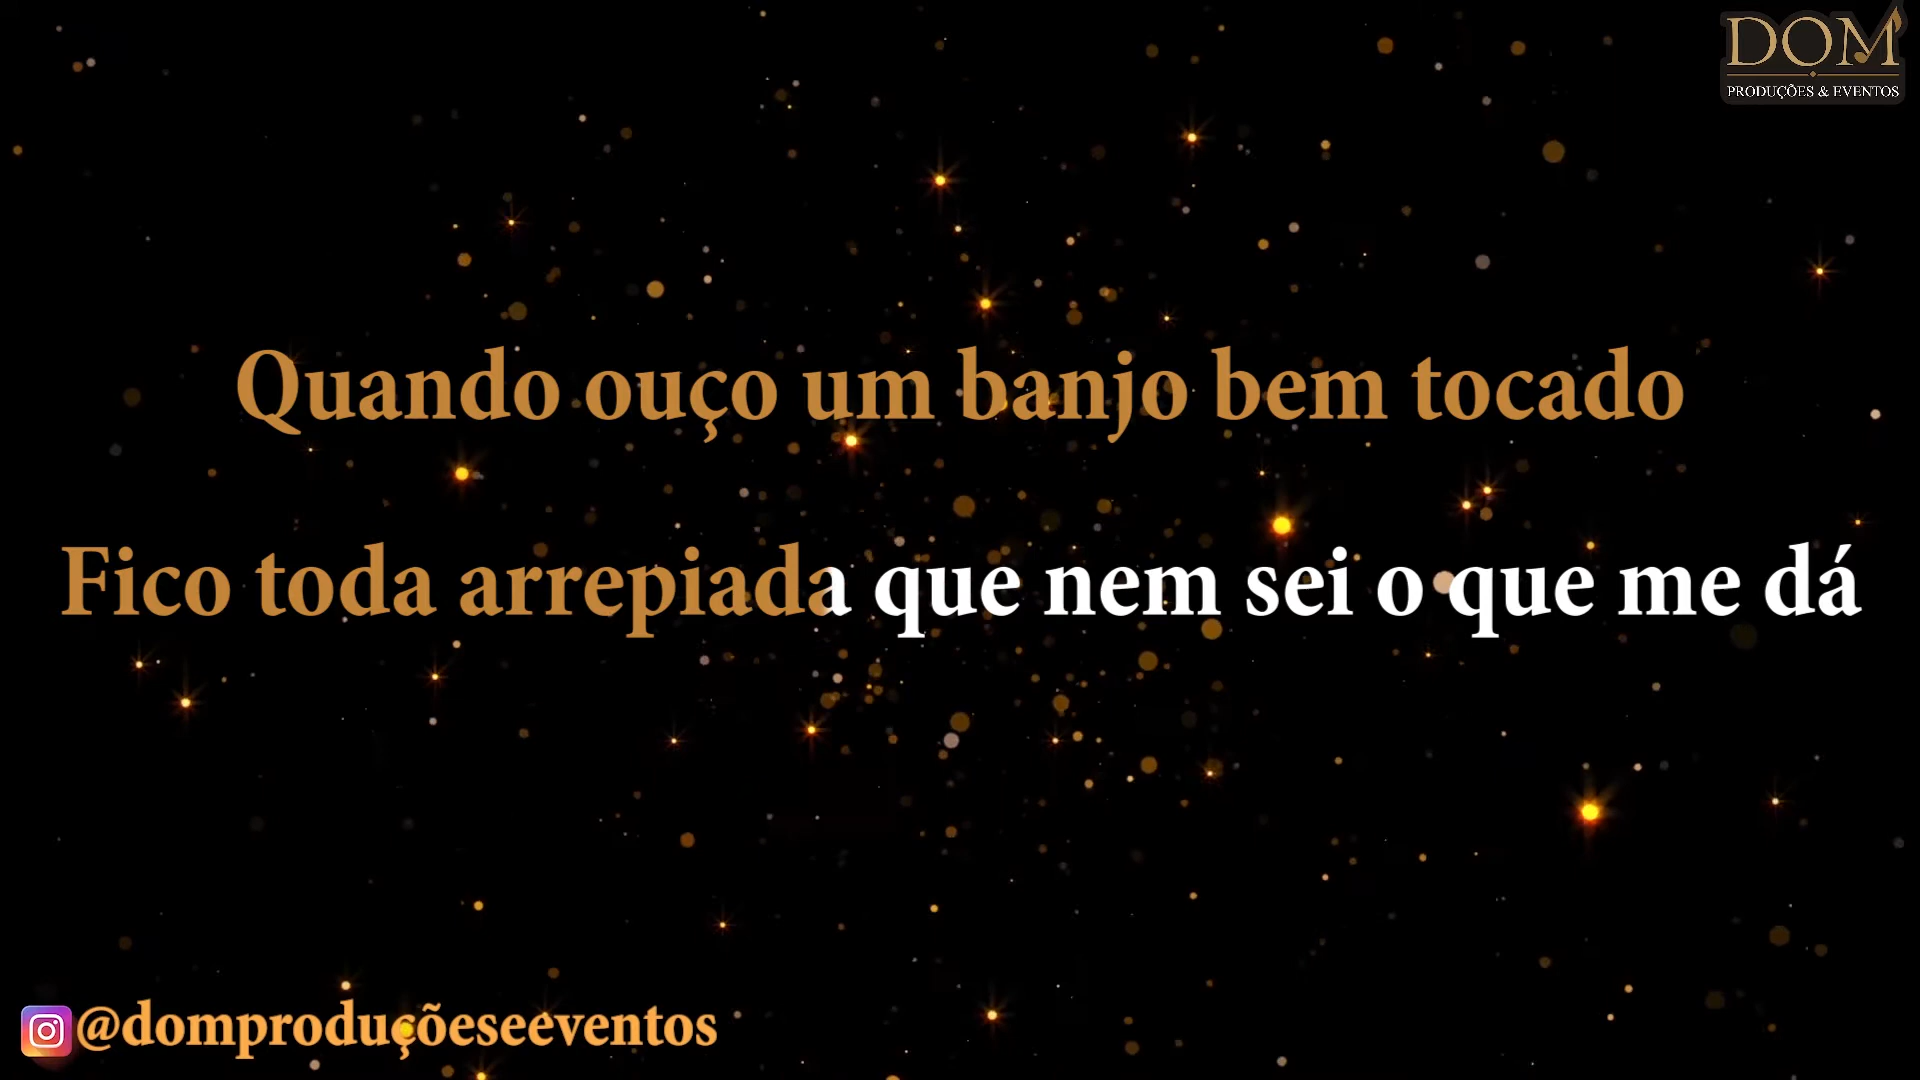 DOM
PRODUÇÕES & EVENTOS
Quando ouço um banjo bem tocado
Fico toda arrepiada que nem sei o que me dá
@domproduçõeseeventos